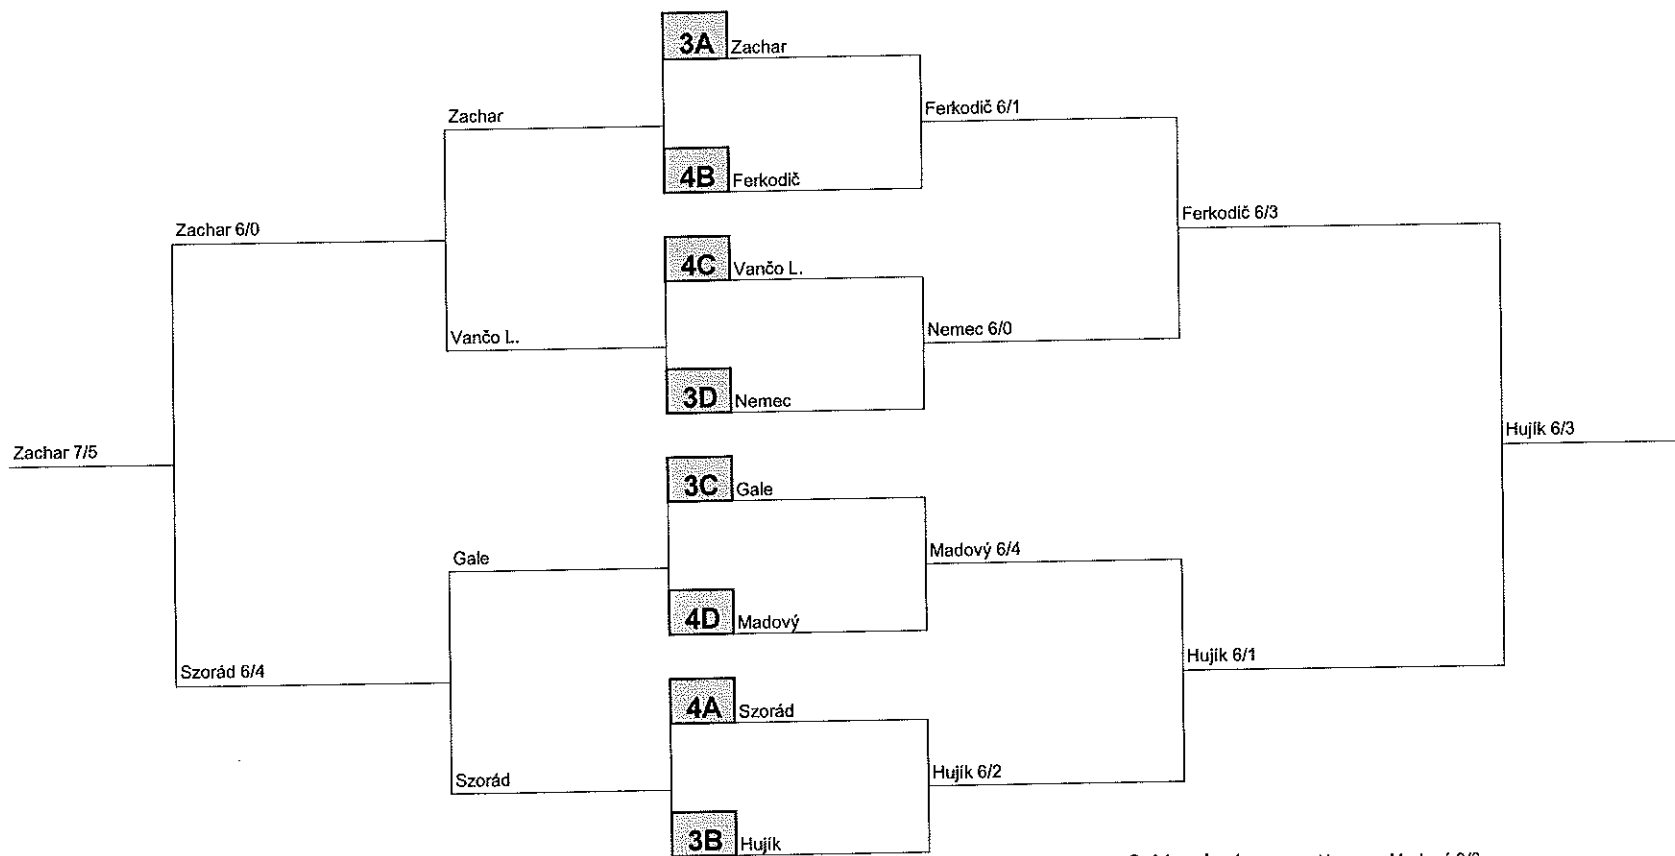 3A Zachar
Zachar
Ferkodič 6/1
4B Ferkodič
Zachar 6/0
Ferkodič 6/3
4C Vančo L.
Vančo L.
Nemec 6/0
3D Nemec
Zachar 7/5
Hujík 6/3
3C Gale
Gale
Madový 6/4
4D Madový
Szorád 6/4
Hujík 6/1
4A Szorád
Szorád
Hujík 6/2
3B Hujík